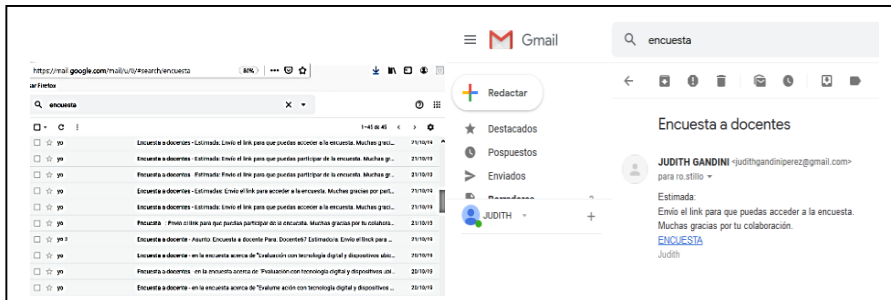 https://mail.google.com/mail/u/0/#search/encuesta 80%
ar Firefox
encuesta
1–45 de 45
yo Encuesta a docentes - Estimada: Envío el link para que puedas acceder a la encuesta. Muchas graci... 21/10/19
yo Encuesta a docentes - Estimada: Envío el link para que puedas participar de la encuesta. Muchas gr... 21/10/19
yo Encuesta a docentes - Estimada: Envío el link para que puedas participar de la encuesta. Muchas gr... 21/10/19
yo Encuesta a docentes - Estimadas: Envío el link para acceder a la encuesta. Muchas gracias por part... 21/10/19
yo Encuesta a docentes - Estimada: Envío el link para que puedas acceder a la encuesta. Muchas graci... 21/10/19
yo Encuesta : Envío el link para que puedas participar de la encuesta. Muchas gracias por tu colabora... 21/10/19
yo 2 Encuesta a docente - Asunto: Encuesta a docente Para: Docente67 Estimado/a: Envío el link para ... 21/10/19
yo Encuesta a docente - en la encuesta acerca de "Evaluación con tecnología digital y dispositivos ubi... 20/10/19
yo Encuesta a docentes - en la encuesta acerca de "Evaluación con tecnología digital y dispositivos ubi... 20/10/19
yo Encuesta a docente - en la encuesta acerca de con tecnología digital y dispositivos ... 20/10/19
Gmail
encuesta
Redactar
Destacados
Pospuestos
Enviados
Borradores
JUDITH
Encuesta a docentes
JUDITH GANDINI <judithgandiniperez@gmail.com>
para ro.stillo
Estimada:
Envío el link para que puedas acceder a la encuesta.
Muchas gracias por tu colaboración.
ENCUESTA
Judith